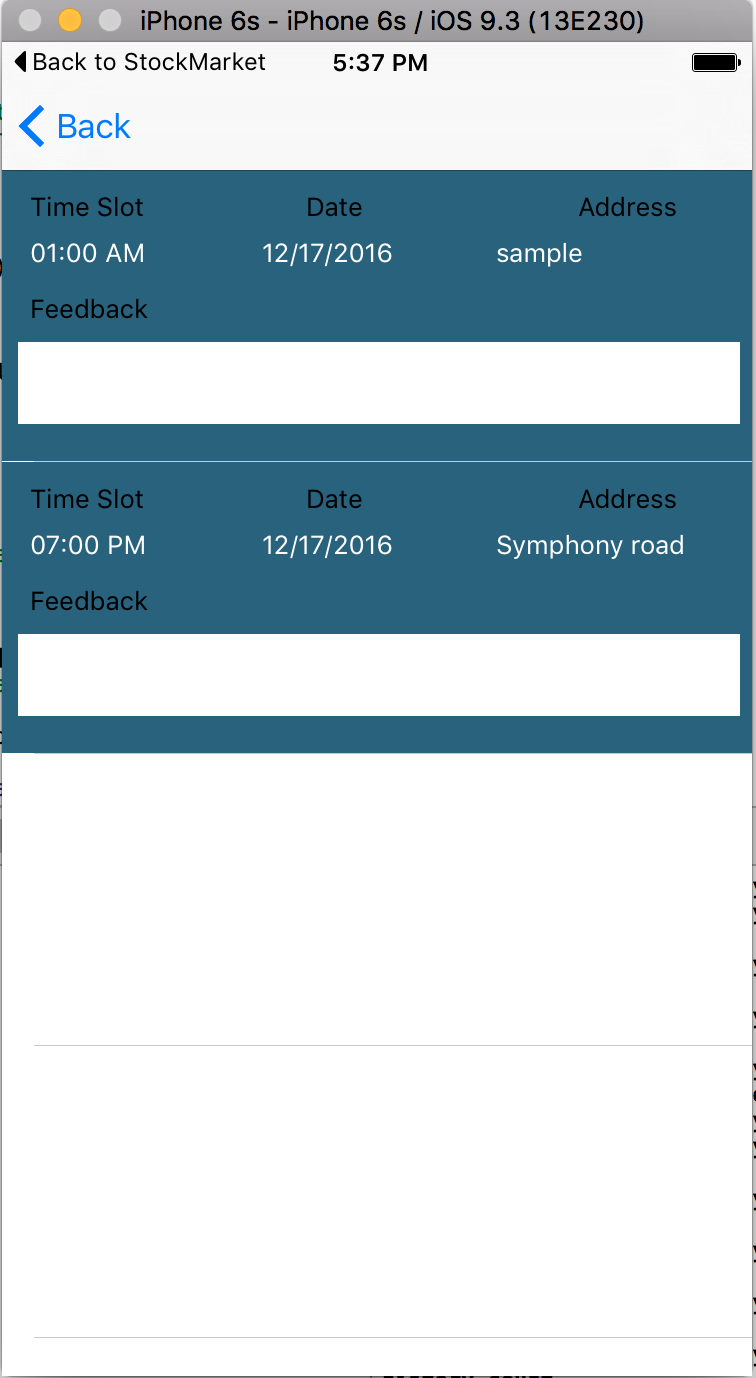 iPhone 6s - iPhone 6s / iOS 9.3 (13E230)
Back to StockMarket 5:37 PM
Back
Time Slot Date Address
01:00 AM 12/17/2016 sample
Feedback
Time Slot Date Address
07:00 PM 12/17/2016 Symphony road
Feedback